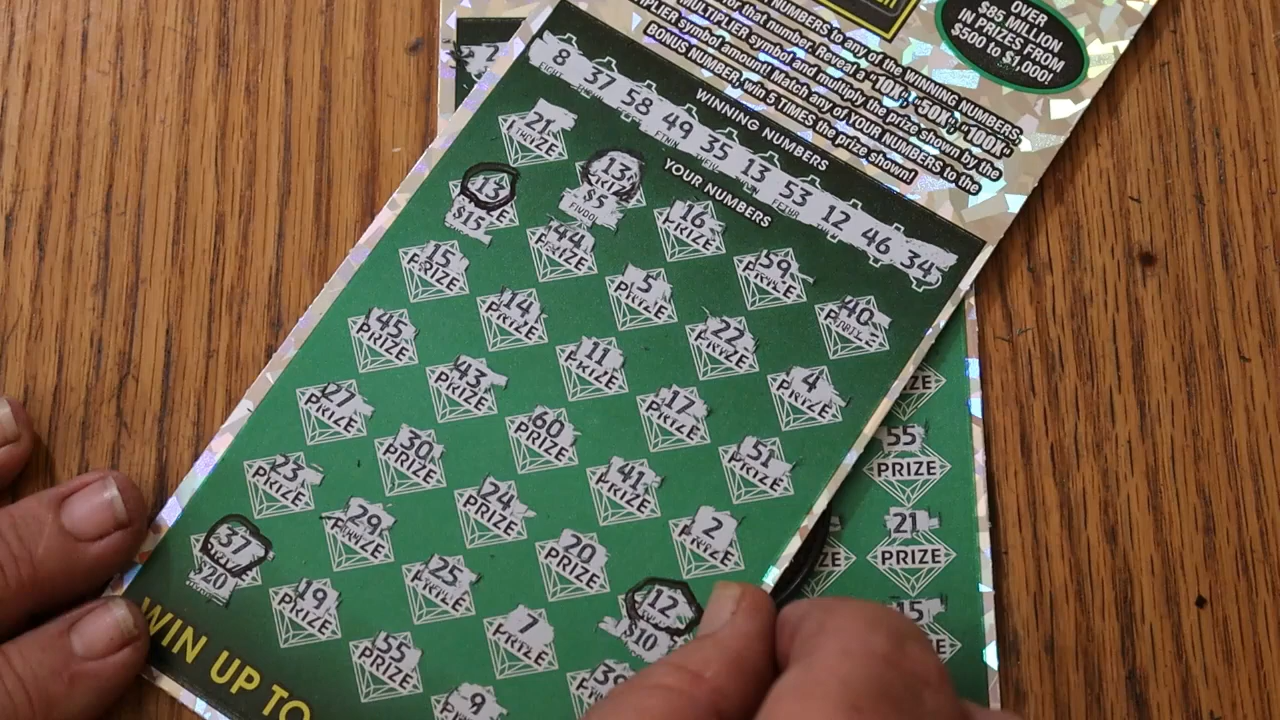 OVER
$85 MILLION
IN PRIZES FROM
$500 to $1,000!
NUMBERS to any of the WINNING NUMBERS,
for that number. Reveal a "10X", "50X", "100X"
MULTIPLIER symbol and multiply the prize shown by the
symbol amount! Match any of YOUR NUMBERS to the
BONUS NUMBER, win 5 TIMES the prize shown!
8 37 58 49 35 13 53 12 46 34
WINNING NUMBERS
YOUR NUMBERS
21
13
$5
16
PRIZE
59
40
$15
44
PRIZE
5
22
PRIZE
4
PRIZE
15
PRIZE
14
PRIZE
11
PRIZE
17
PRIZE
51
PRIZE
45
PRIZE
43
PRIZE
60
PRIZE
41
PRIZE
2
27
PRIZE
30
PRIZE
24
PRIZE
20
PRIZE
12
$10
23
PRIZE
29
25
7
PRIZE
37
20
19
PRIZE
55
PRIZE
9
WIN UP TO
PRIZE
55
PRIZE
21
PRIZE
15